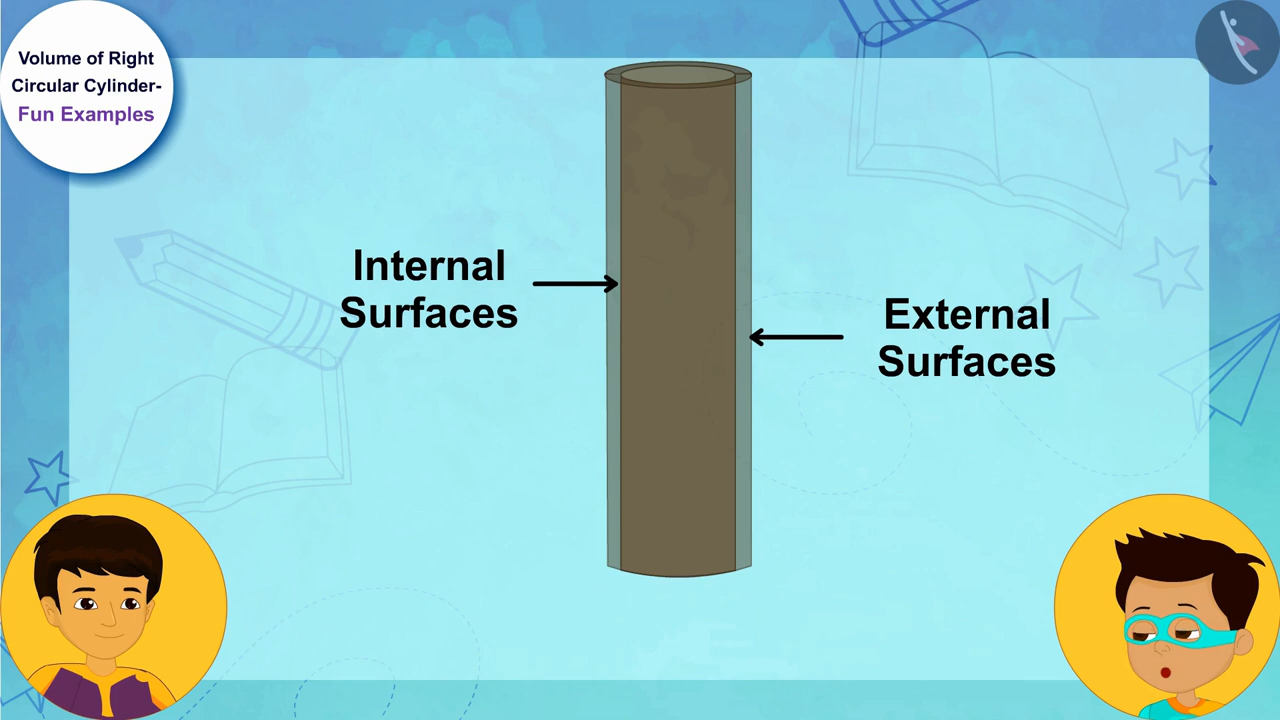 Volume of Right
Circular Cylinder-
Fun Examples
Internal
Surfaces
External
Surfaces